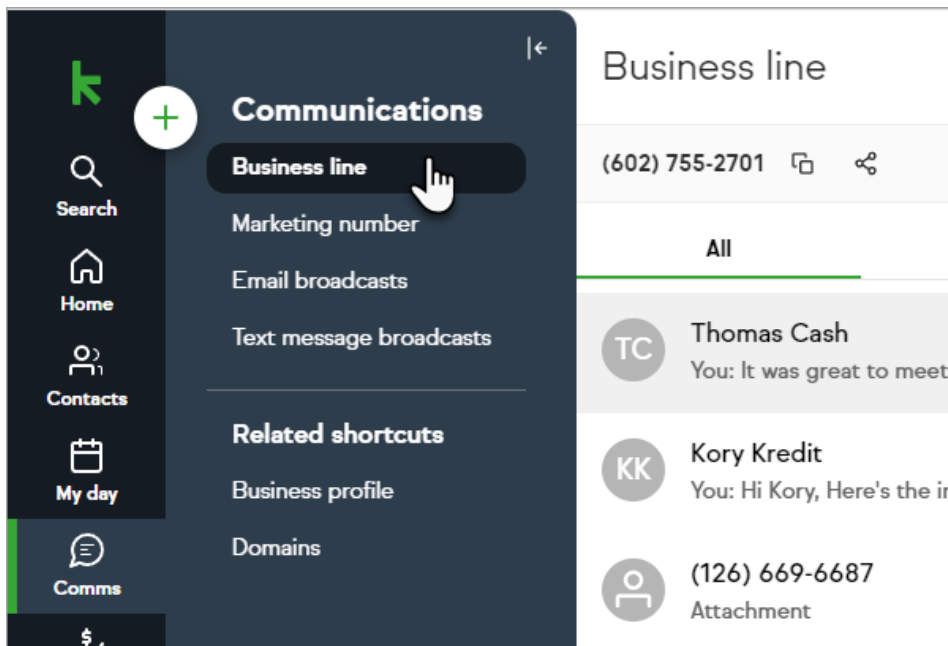 Search
Home
Contacts
My day
Comms
Communications
Business line
Marketing number
Email broadcasts
Text message broadcasts
Related shortcuts
Business profile
Domains
Business line
(602) 755-2701
All
TC
Thomas Cash
You: It was great to meet
KK
Kory Kredit
You: Hi Kory, Here's the
(126) 669-6687
Attachment